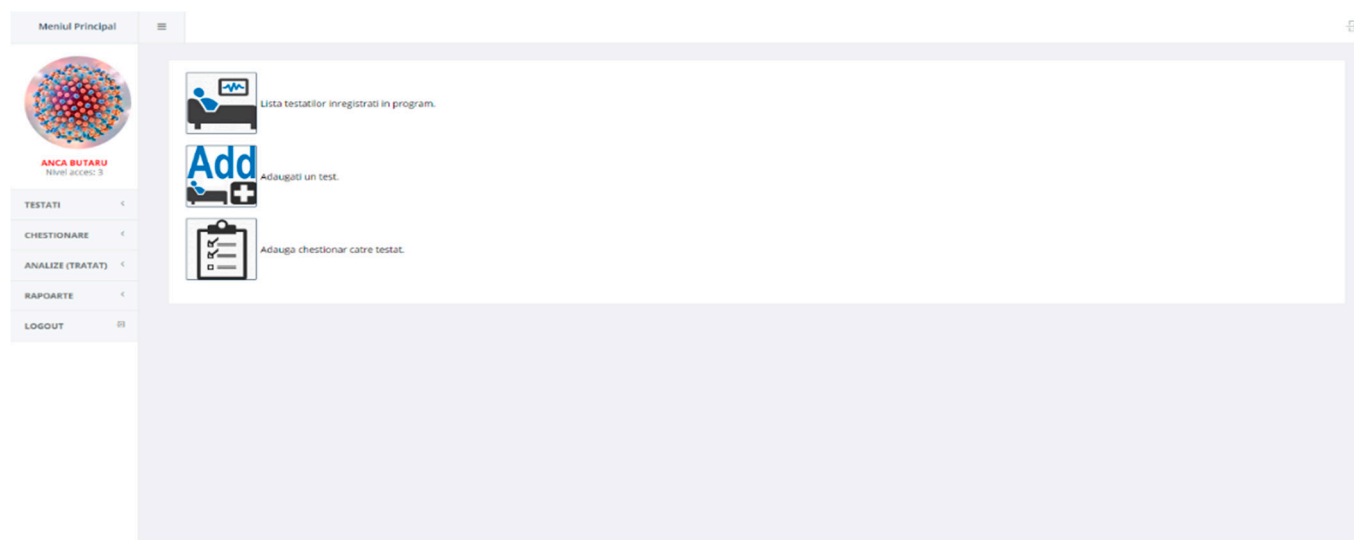 Meniul Principal
ANCA BUTARU
Nivel acces: 3
TESTATI
CHESTIONARE
ANALIZE (TRATAT)
RAPOARTE
LOGOUT
Lista testatilor inregistrati in program.
Add
Adaugati un test.
Adauga chestionar catre testat.